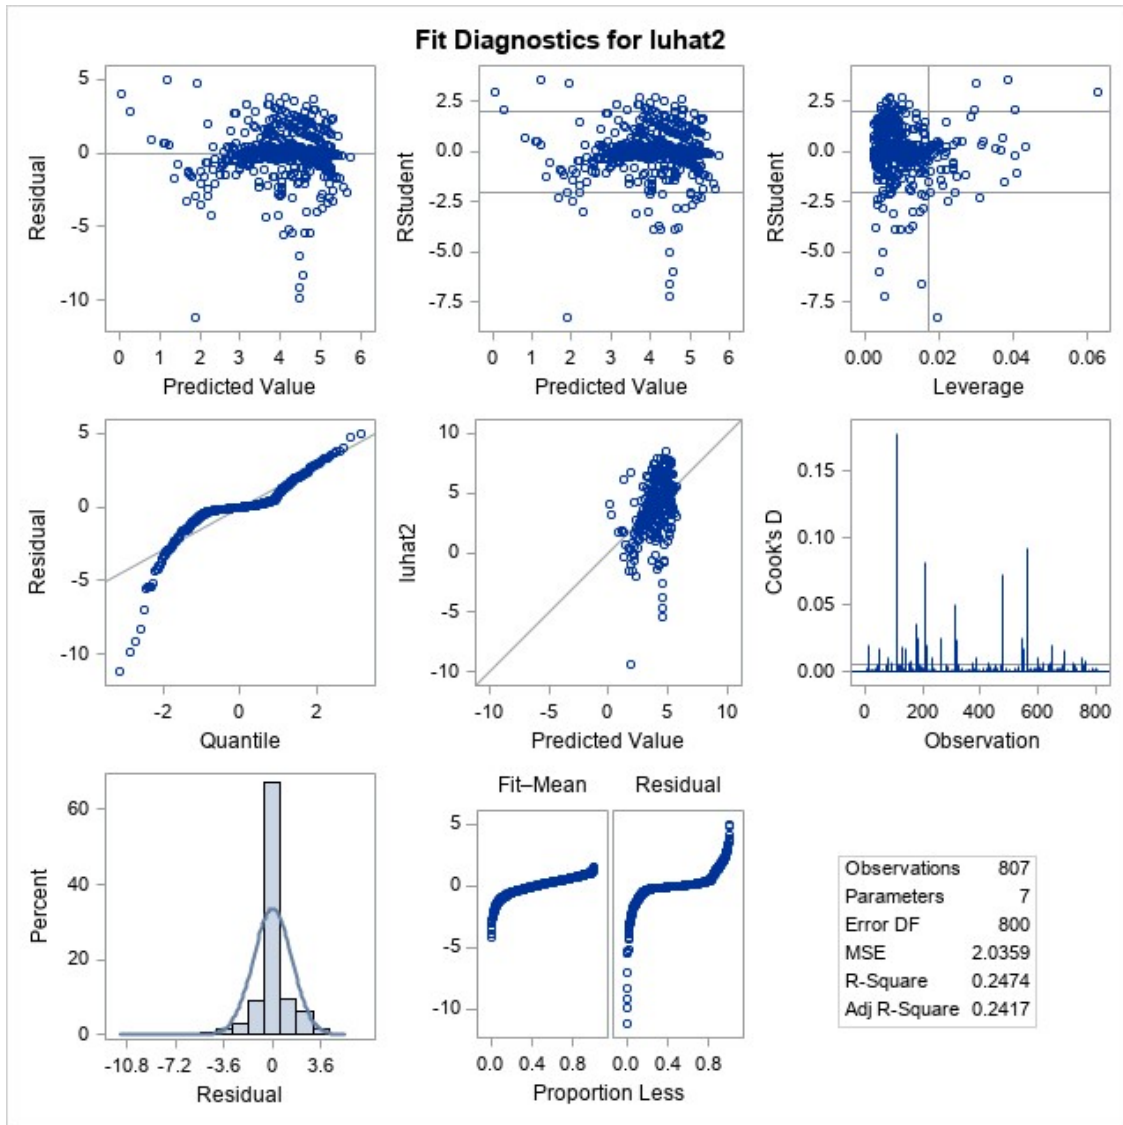 Fit Diagnostics for luhat2
Residual
5
0
-5
-10
0 1 2 3 4 5 6
Predicted Value
RStudent
2.5
0.0
-2.5
-5.0
-7.5
0 1 2 3 4 5 6
Predicted Value
RStudent
2.5
0.0
-2.5
-5.0
-7.5
0.00 0.02 0.04 0.06
Leverage
Residual
5
0
-5
-10
-2 0 2
Quantile
luhat2
10
5
0
-5
-10
-10 -5 0 5 10
Predicted Value
Cook's D
0.15
0.10
0.05
0.00
0 200 400 600 800
Observation
Percent
60
40
20
0
-10.8 -7.2 -3.6 0 3.6
Residual
Fit–Mean Residual
5
0
-5
-10
0.0 0.4 0.8 0.0 0.4 0.8
Proportion Less
Observations 807
Parameters 7
Error DF 800
MSE 2.0359
R-Square 0.2474
Adj R-Square 0.2417